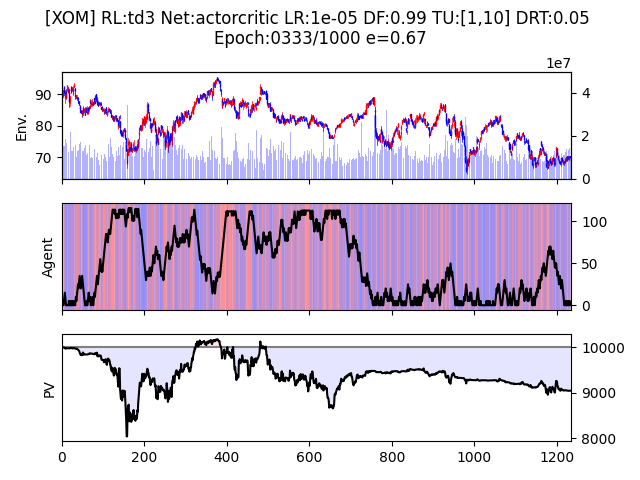 [XOM] RL:td3 Net:actorcritic LR:1e-05 DF:0.99 TU:[1,10] DRT:0.05
Epoch:0333/1000 e=0.67
1e7
Env.
90
80
70
4
2
0
Agent
100
50
0
PV
10000
9000
8000
0 200 400 600 800 1000 1200